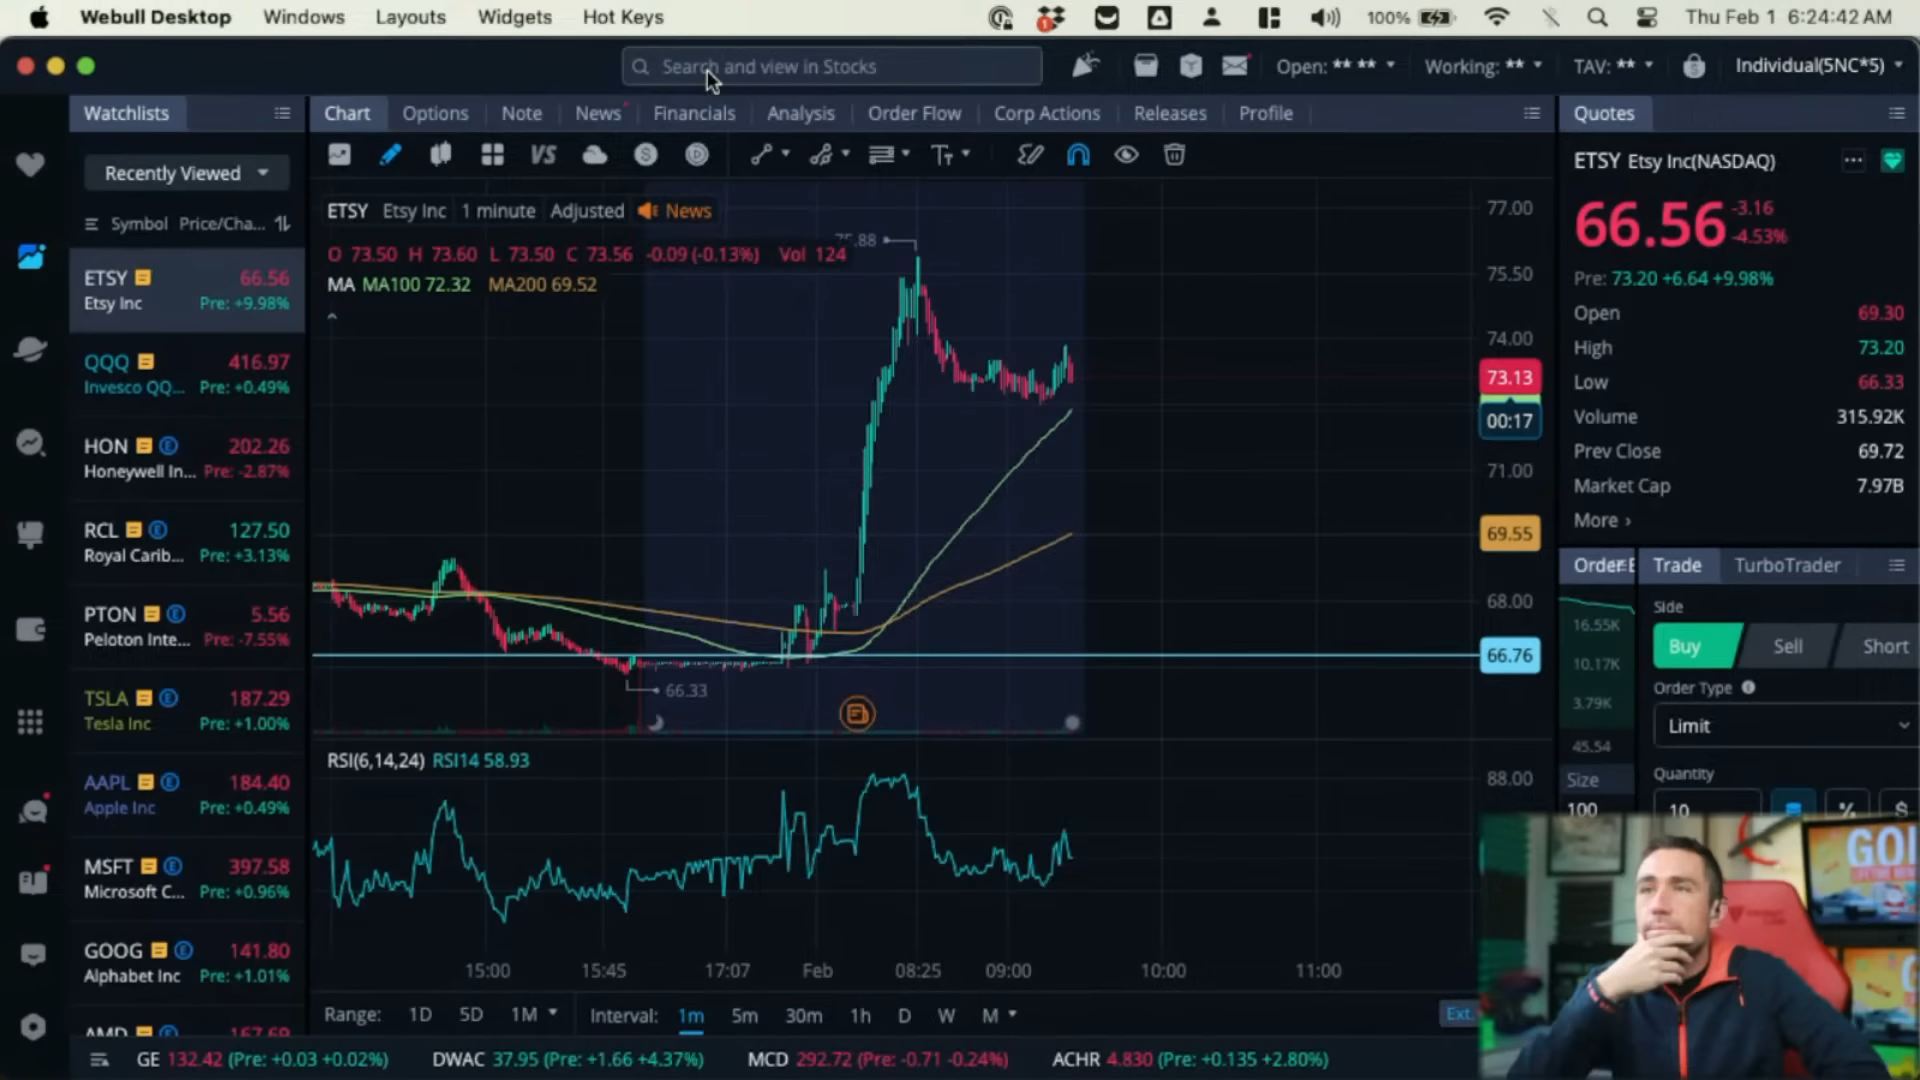 Webull Desktop Windows Layouts Widgets Hot Keys 1 100% Thu Feb 1 6:24:42 AM
Search and view in Stocks Open: ** ** Working: ** TAV: ** Individual(5NC*5)
Watchlists Chart Options Note News Financials Analysis Order Flow Corp Actions Releases Profile Quotes
Recently Viewed VS
Symbol Price/Cha...
ETSY 66.56
Etsy Inc Pre: +9.98%
QQQ 416.97
Invesco QQ... Pre: +0.49%
HON E 202.26
Honeywell In... Pre: -2.87%
RCL E 127.50
Royal Carib... Pre: +3.13%
PTON E 5.56
Peloton Inte... Pre: -7.55%
TSLA E 187.29
Tesla Inc Pre: +1.00%
AAPL E 184.40
Apple Inc Pre: +0.49%
MSFT E 397.58
Microsoft C... Pre: +0.96%
GOOG E 141.80
Alphabet Inc Pre: +1.01%
ETSY Etsy Inc 1 minute Adjusted News
O 73.50 H 73.60 L 73.50 C 73.56 -0.09 (-0.13%) Vol 124
MA MA100 72.32 MA200 69.52
66.33
77.00
75.50
74.00
73.13
00:17
71.00
69.55
68.00
66.76
RSI(6,14,24) RSI14 58.93
88.00
15:00 15:45 17:07 Feb 08:25 09:00 10:00 11:00
Range: 1D 5D 1M Interval: 1m 5m 30m 1h D W M Ext.
ETSY Etsy Inc(NASDAQ)
66.56 -3.16
-4.53%
Pre: 73.20 +6.64 +9.98%
Open 69.30
High 73.20
Low 66.33
Volume 315.92K
Prev Close 69.72
Market Cap 7.97B
More
Trade TurboTrader
Side
Buy Sell Short
Order Type
Limit
Quantity
10 % $
16.55K
10.17K
3.79K
45.54
Size
100
GE 132.42 (Pre: +0.03 +0.02%) DWAC 37.95 (Pre: +1.66 +4.37%) MCD 292.72 (Pre: -0.71 -0.24%) ACHR 4.830 (Pre: +0.135 +2.80%)